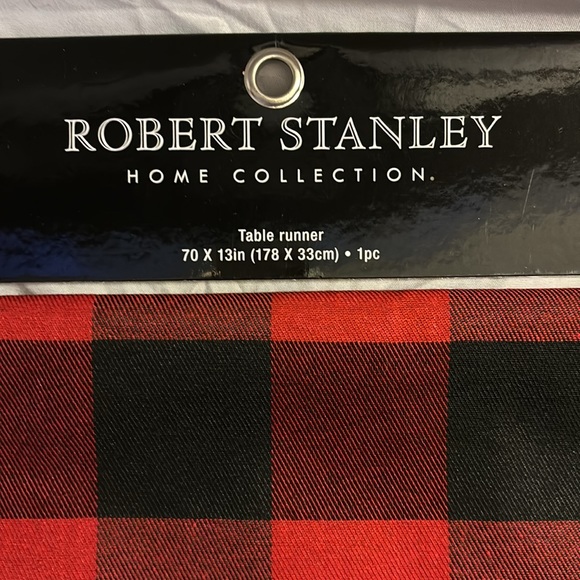 ROBERT STANLEY
HOME COLLECTION®
Table runner
70 X 13in (178 X 33cm) • 1pc